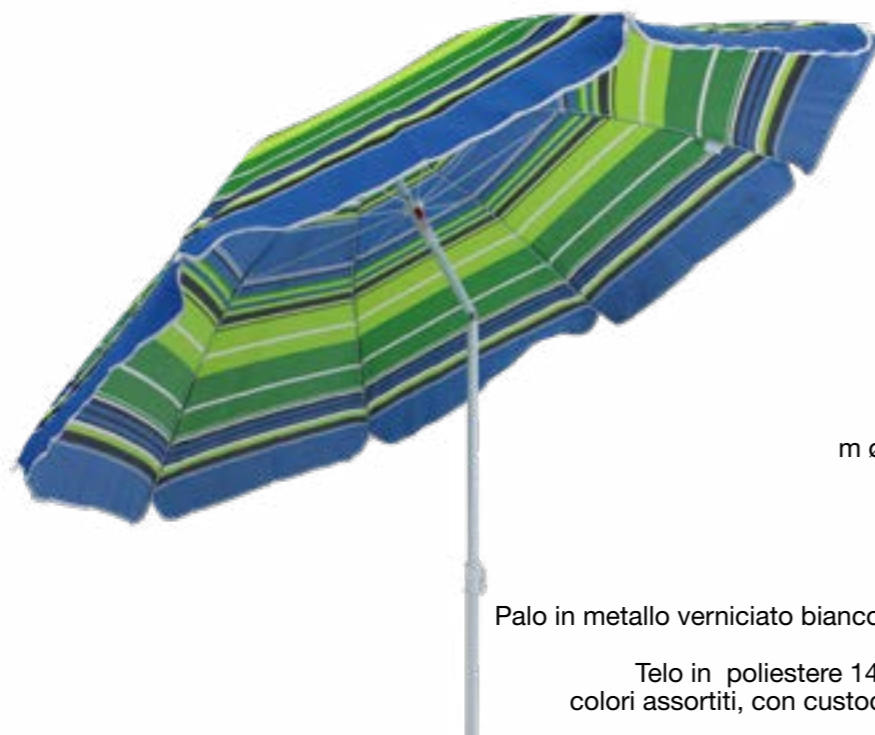 m ø
Palo in metallo verniciato bianco
Telo in poliestere 14
colori assortiti, con custod